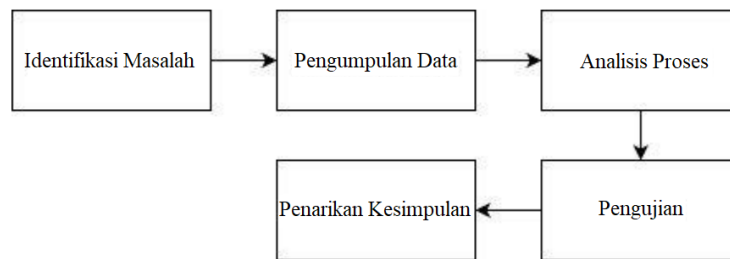 Identifikasi Masalah
Pengumpulan Data
Analisis Proses
Pengujian
Penarikan Kesimpulan